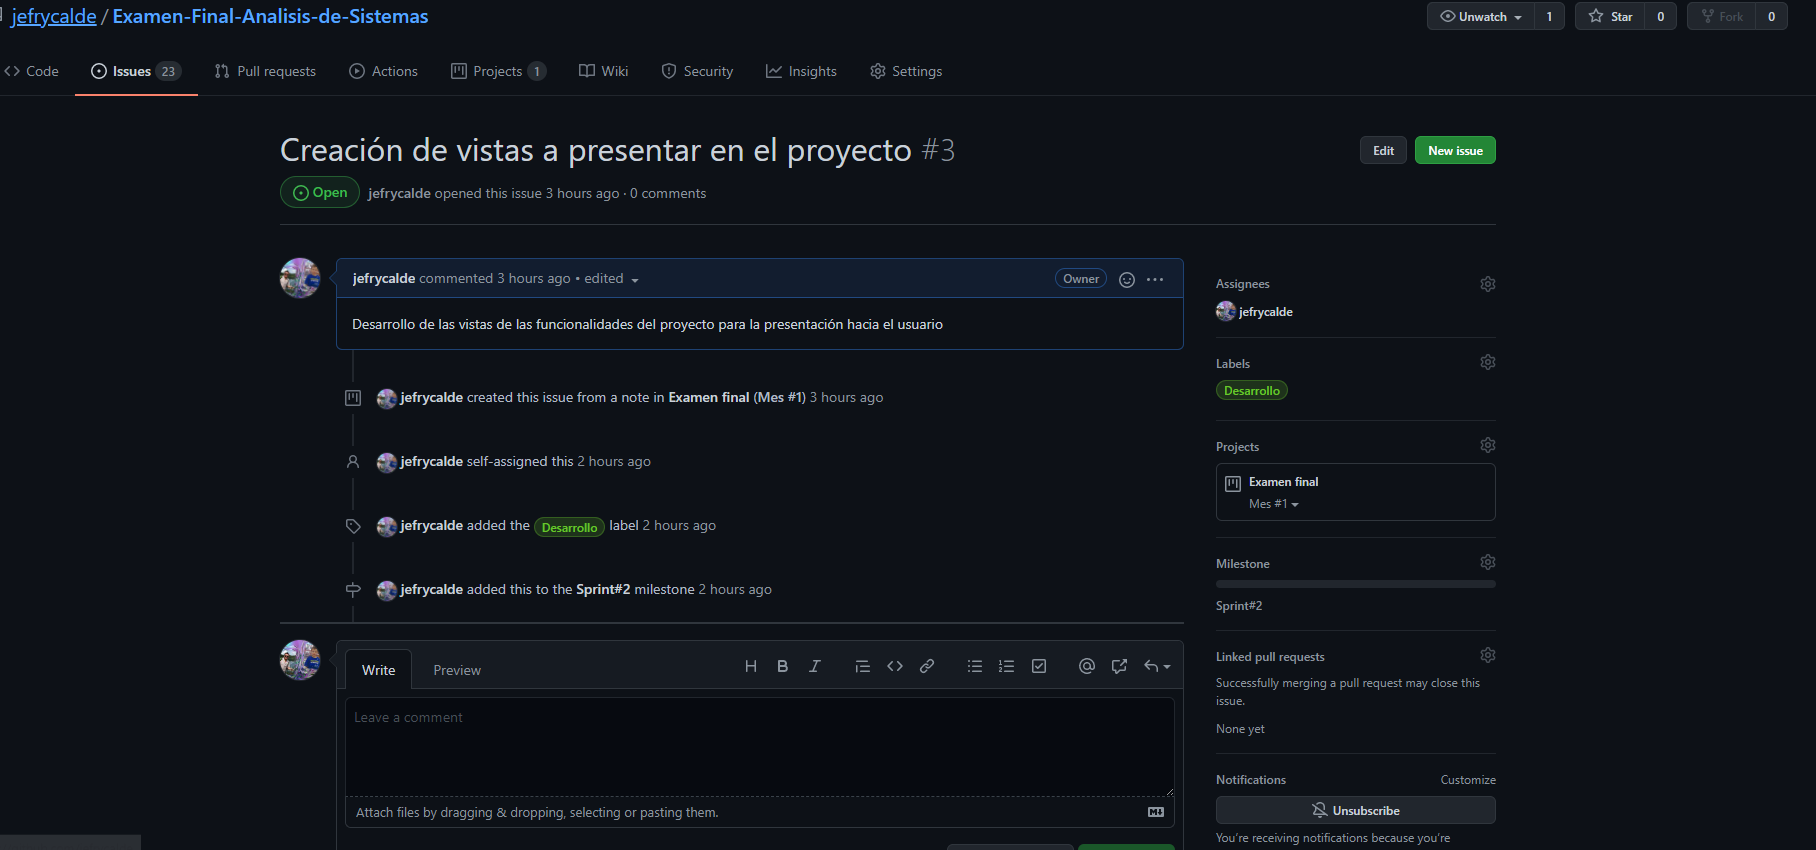 jefrycalde / Examen-Final-Analisis-de-Sistemas
Unwatch 1 Star 0 Fork 0
Code Issues 23 Pull requests Actions Projects 1 Wiki Security Insights Settings
Creación de vistas a presentar en el proyecto #3
Edit New issue
Open jefrycalde opened this issue 3 hours ago · 0 comments
jefrycalde commented 3 hours ago • edited Owner
Desarrollo de las vistas de las funcionalidades del proyecto para la presentación hacia el usuario
jefrycalde created this issue from a note in Examen final (Mes #1) 3 hours ago
jefrycalde self-assigned this 2 hours ago
jefrycalde added the Desarrollo label 2 hours ago
jefrycalde added this to the Sprint#2 milestone 2 hours ago
Write Preview
H B I
Leave a comment
Attach files by dragging & dropping, selecting or pasting them.
Assignees
jefrycalde
Labels
Desarrollo
Projects
Examen final
Mes #1
Milestone
Sprint#2
Linked pull requests
Successfully merging a pull request may close this
issue.
None yet
Notifications Customize
Unsubscribe
You're receiving notifications because you're